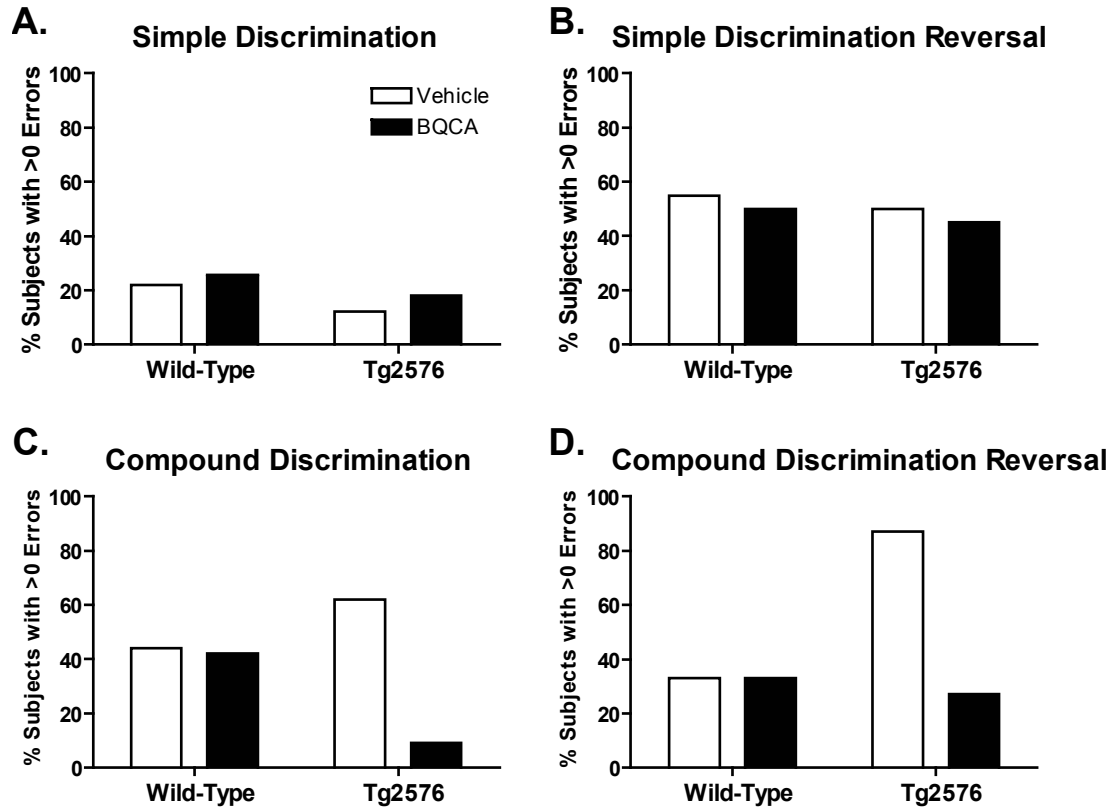 A.
Simple Discrimination
% Subjects with >0 Errors
100
80
60
40
20
0
Vehicle
BQCA
Wild-Type
Tg2576
B.
Simple Discrimination Reversal
% Subjects with >0 Errors
100
80
60
40
20
0
Wild-Type
Tg2576
C.
Compound Discrimination
% Subjects with >0 Errors
100
80
60
40
20
0
Wild-Type
Tg2576
D.
Compound Discrimination Reversal
% Subjects with >0 Errors
100
80
60
40
20
0
Wild-Type
Tg2576